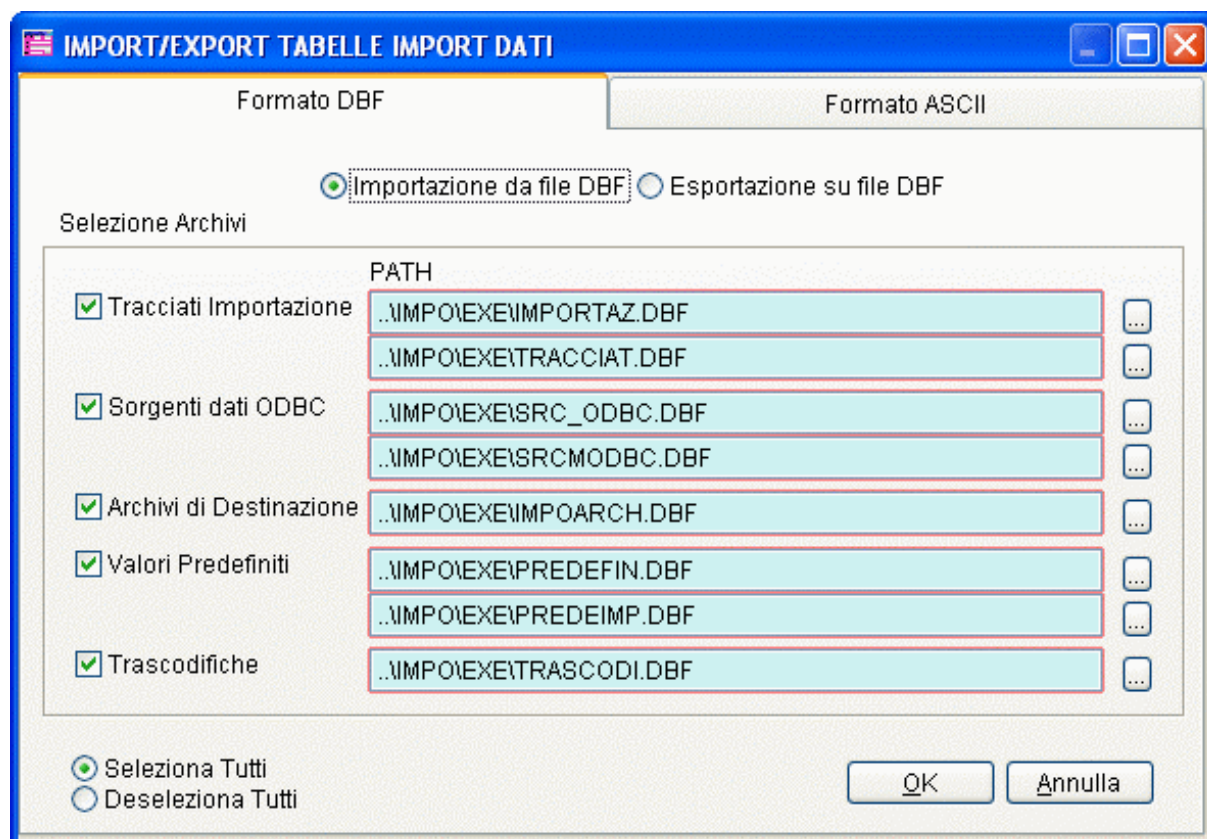 IMPORT/EXPORT TABELLE IMPORT DATI
Formato DBF Formato ASCII
Importazione da file DBF Esportazione su file DBF
Selezione Archivi
PATH
Tracciati Importazione ..\IMPO\EXE\IMPORTAZ.DBF ...
..\IMPO\EXE\TRACCIAT.DBF ...
Sorgenti dati ODBC ..\IMPO\EXE\SRC_ODBC.DBF ...
..\IMPO\EXE\SRCMODBC.DBF ...
Archivi di Destinazione ..\IMPO\EXE\IMPOARCH.DBF ...
Valori Predefiniti ..\IMPO\EXE\PREDEFIN.DBF ...
..\IMPO\EXE\PREDEIMP.DBF ...
Trascodifiche ..\IMPO\EXE\TRASCODI.DBF ...
Seleziona Tutti
Deseleziona Tutti
OK Annulla